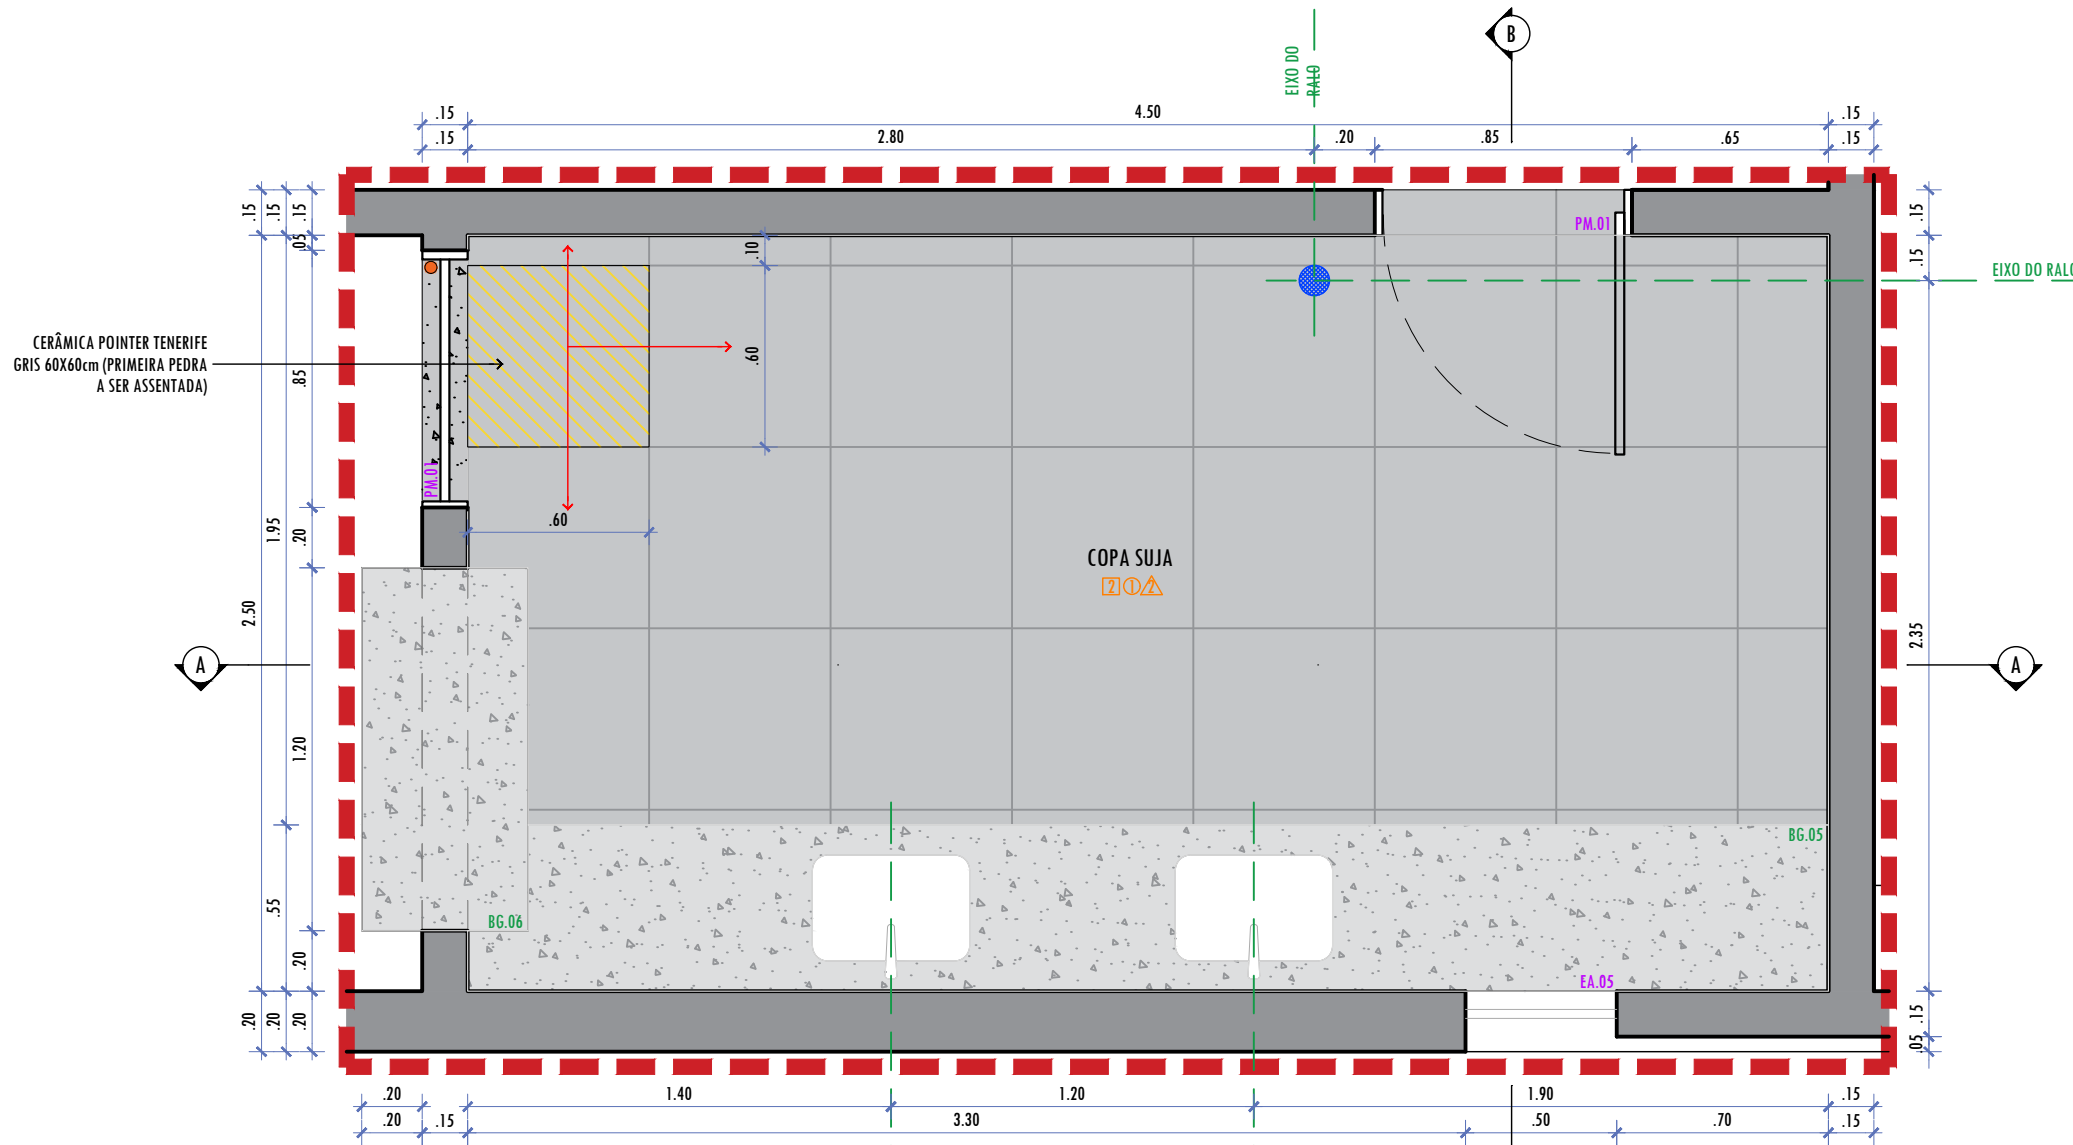 B
EIXO DO
RALO
.15
4.50
.15
.15
2.80
.20
.85
.65
.15
.15
.15
.15
.05
.15
.15
PM.01
.10
EIXO DO RALO
CERÂMICA POINTER TENERIFE
GRIS 60X60cm (PRIMEIRA PEDRA
A SER ASSENTADA)
.85
.60
PM.01
.60
1.95
.20
COPA SUJA
2 1 2
2.50
2.35
A
A
1.20
BG.05
.55
BG.06
.20
EA.05
.20
.20
.20
.15
.05
.20
1.40
1.20
1.90
.15
.20
.15
3.30
.50
.70
.15